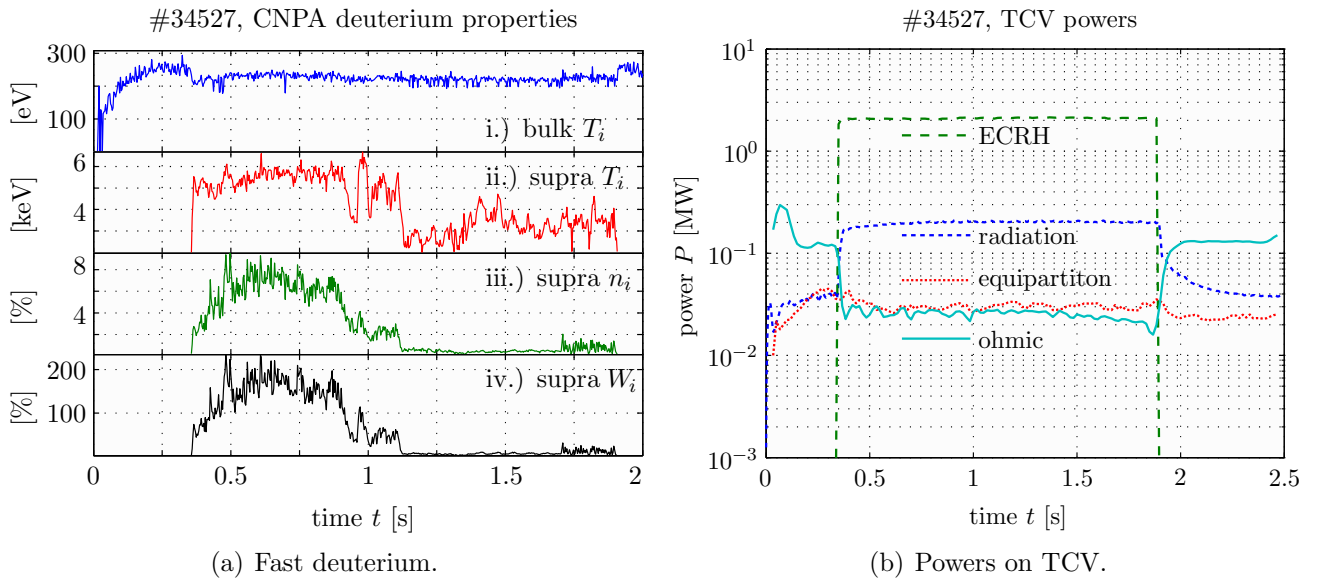 #34527, CNPA deuterium properties
300
100
[eV]
i.) bulk T_i
6
4
[keV]
ii.) supra T_i
8
4
[%]
iii.) supra n_i
200
100
[%]
iv.) supra W_i
0 0.5 1 1.5 2
time t [s]
(a) Fast deuterium.
#34527, TCV powers
10^1
10^0
10^−1
10^−2
10^−3
power P [MW]
ECRH
radiation
equipartiton
ohmic
0 0.5 1 1.5 2 2.5
time t [s]
(b) Powers on TCV.